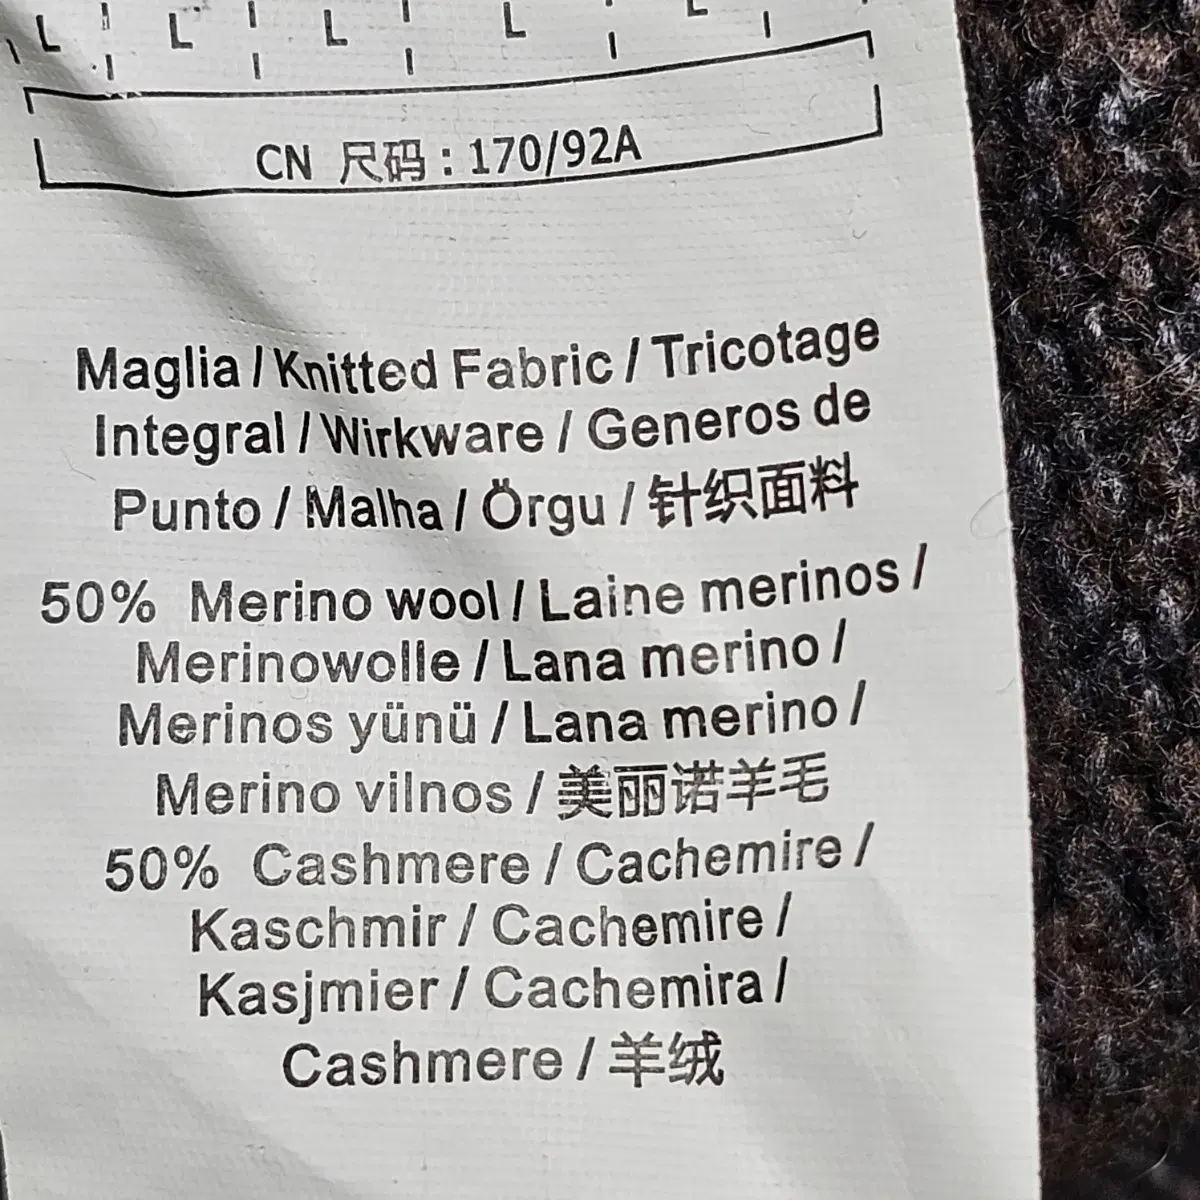 L L L L L
CN 尺码 : 170/92A
Maglia / Knitted Fabric / Tricotage
Integral / Wirkware / Generos de
Punto / Malha / Örgu / 针织面料
50% Merino wool / Laine merinos /
Merinowolle / Lana merino /
Merinos yünü / Lana merino /
Merino vilnos / 美丽诺羊毛
50% Cashmere / Cachemire /
Kaschmir / Cachemire /
Kasjmier / Cachemira /
Cashmere / 羊绒